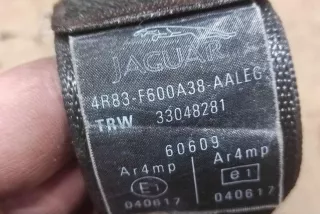 JAGUAR
4R83-F600A38-AALEG
TRW 33048281
60609
Ar4mp Ar4mp
E1 e1
040617 040617